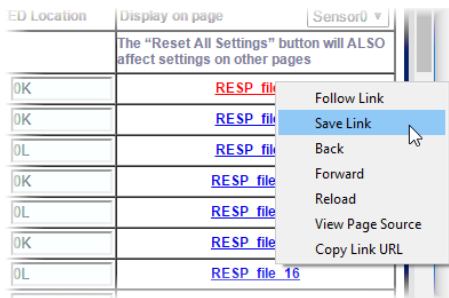 ED Location Display on page Sensor0
The “Reset All Settings” button will ALSO
affect settings on other pages
0K RESP_file
0K RESP_file
0L RESP_file
0K RESP_file
0L RESP_file
0K RESP_file
0L RESP_file_16
Follow Link
Save Link
Back
Forward
Reload
View Page Source
Copy Link URL